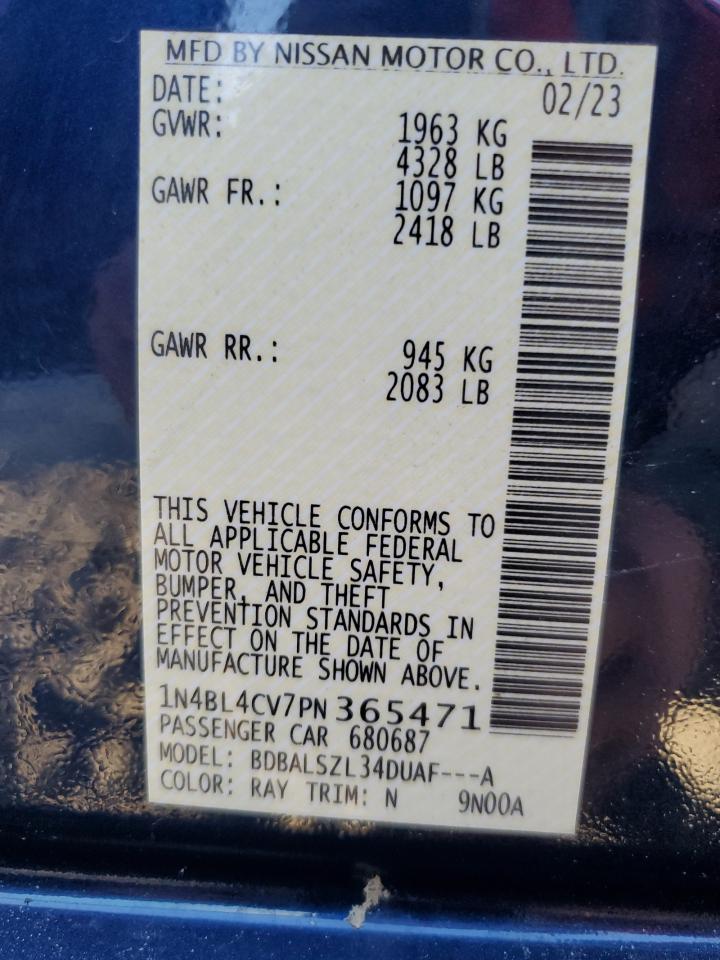 MFD BY NISSAN MOTOR CO., LTD.
DATE: 02/23
GVWR: 1963 KG
4328 LB
GAWR FR.: 1097 KG
2418 LB
GAWR RR.: 945 KG
2083 LB
THIS VEHICLE CONFORMS TO
ALL APPLICABLE FEDERAL
MOTOR VEHICLE SAFETY,
BUMPER, AND THEFT
PREVENTION STANDARDS IN
EFFECT ON THE DATE OF
MANUFACTURE SHOWN ABOVE.
1N4BL4CV7PN365471
PASSENGER CAR 680687
MODEL: BDBALSZL34DUAF---A
COLOR: RAY TRIM: N 9N00A